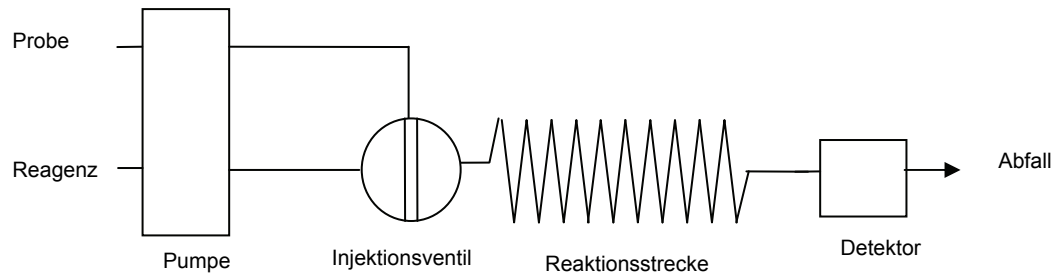 Probe
Reagenz
Abfall
Pumpe
Injektionsventil
Reaktionsstrecke
Detektor